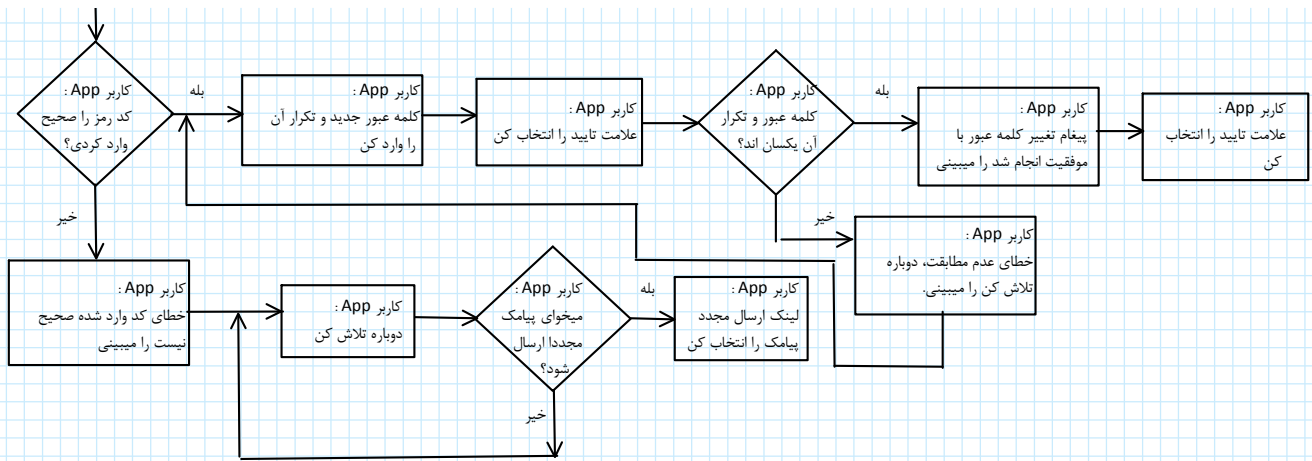 کاربر App :
کد رمز را صحیح
وارد کردی؟
بله
کاربر App :
کلمه عبور جدید و تکرار آن
را وارد کن
کاربر App :
علامت تایید را انتخاب کن
کاربر App :
کلمه عبور و تکرار
آن یکسان اند؟
بله
کاربر App :
پیغام تغییر کلمه عبور با
موفقیت انجام شد را میبینی
کاربر App :
علامت تایید را انتخاب
کن
خیر
کاربر App :
خطای کد وارد شده صحیح
نیست را میبینی
کاربر App :
دوباره تلاش کن
کاربر App :
میخوای پیامک
مجددا ارسال
شود؟
بله
کاربر App :
لینک ارسال مجدد
پیامک را انتخاب کن
خیر
خیر
کاربر App :
خطای عدم مطابقت، دوباره
تلاش کن را میبینی.